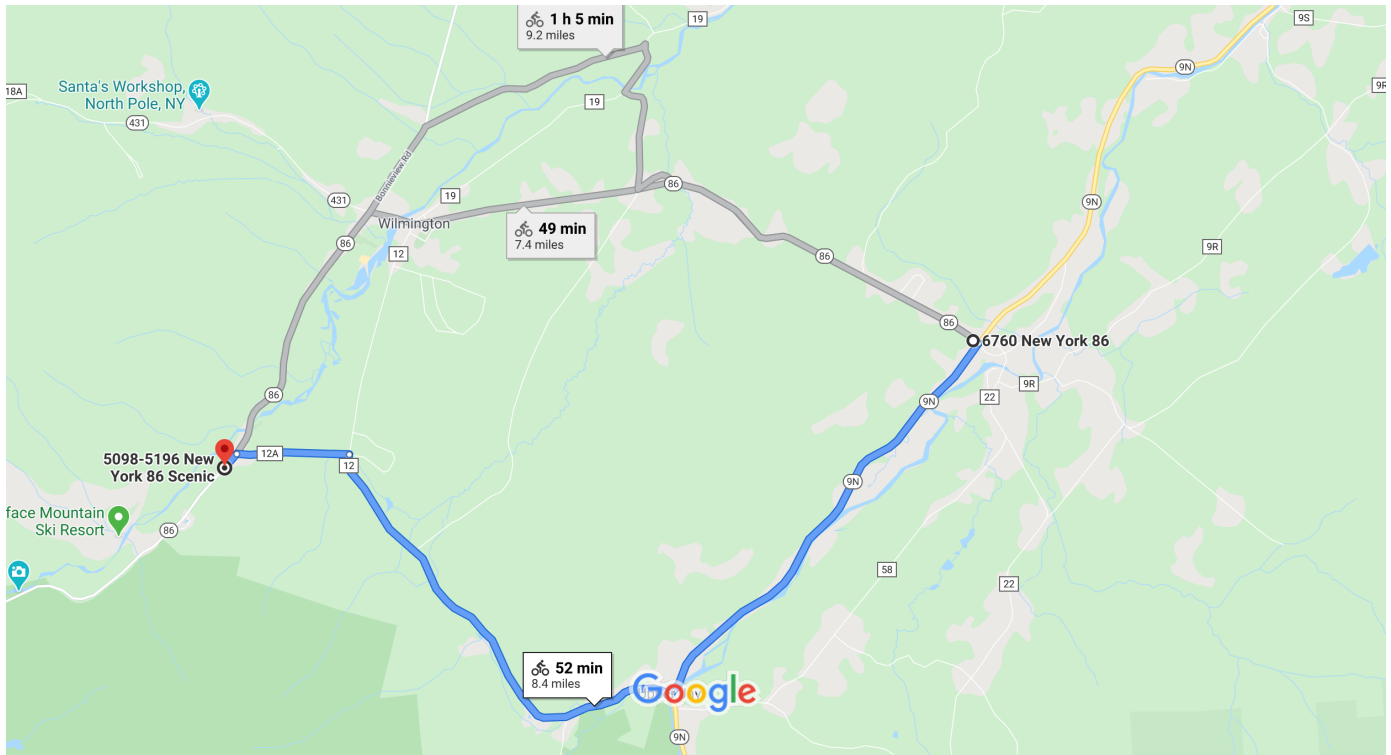 1 h 5 min
9.2 miles
19
9S
9N
Santa's Workshop,
North Pole, NY
18A
9R
431
19
Bonnieview Rd
431
19
86
9N
Wilmington
49 min
7.4 miles
86
12
86
9R
86
6760 New York 86
86
9R
22
9N
5098-5196 New
York 86 Scenic
12A
12
9N
face Mountain
Ski Resort
86
58
22
52 min
8.4 miles
Google
9N